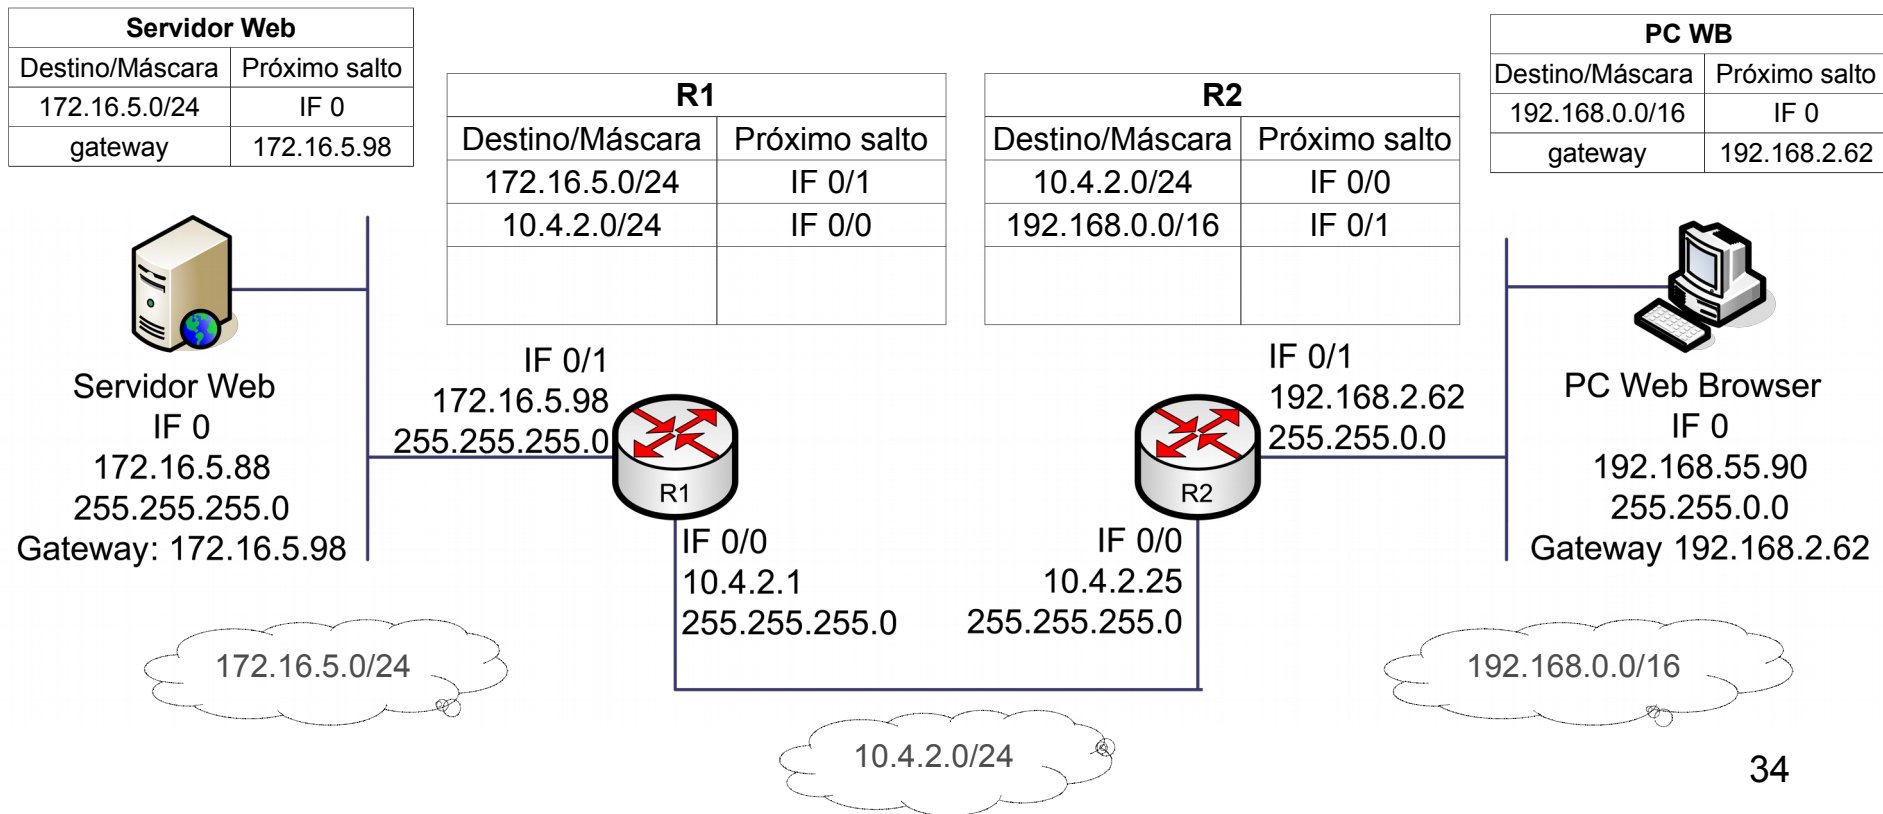 Servidor Web
Destino/Máscara Próximo salto
172.16.5.0/24 IF 0
gateway 172.16.5.98
R1
Destino/Máscara Próximo salto
172.16.5.0/24 IF 0/1
10.4.2.0/24 IF 0/0
R2
Destino/Máscara Próximo salto
10.4.2.0/24 IF 0/0
192.168.0.0/16 IF 0/1
PC WB
Destino/Máscara Próximo salto
192.168.0.0/16 IF 0
gateway 192.168.2.62
Servidor Web
IF 0
172.16.5.88
255.255.255.0
Gateway: 172.16.5.98
IF 0/1
172.16.5.98
255.255.255.0
R1
IF 0/0
10.4.2.1
255.255.255.0
IF 0/1
192.168.2.62
255.255.0.0
R2
IF 0/0
10.4.2.25
255.255.255.0
PC Web Browser
IF 0
192.168.55.90
255.255.0.0
Gateway 192.168.2.62
172.16.5.0/24
10.4.2.0/24
192.168.0.0/16
34